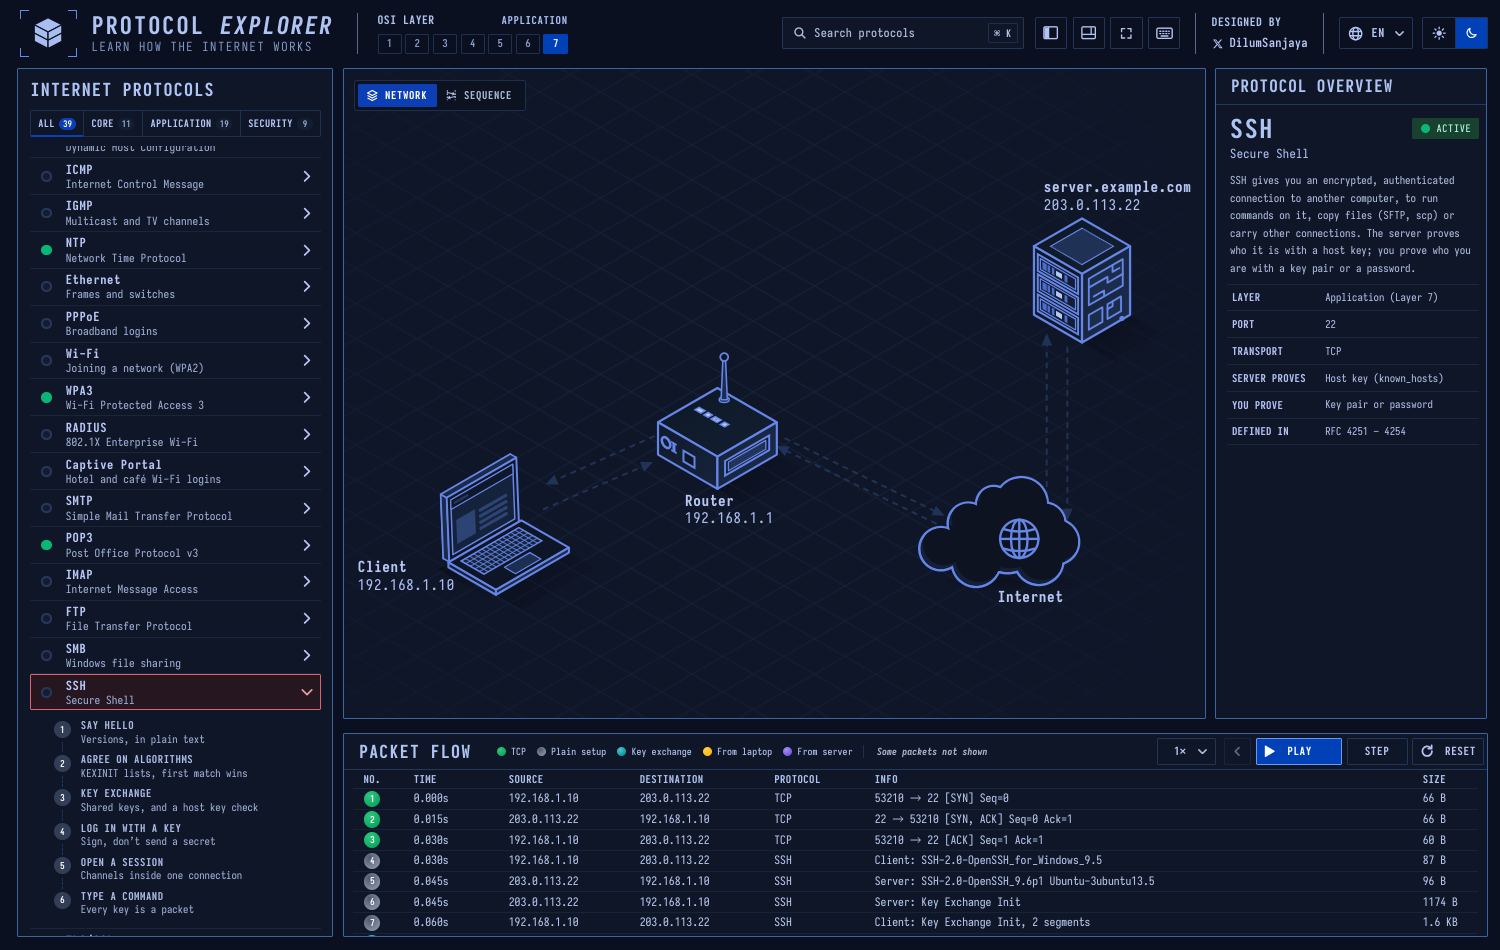 PROTOCOL EXPLORER
LEARN HOW THE INTERNET WORKS
OSI LAYER APPLICATION
1 2 3 4 5 6 7
Search protocols ⌘ K
DESIGNED BY
DilumSanjaya
EN
INTERNET PROTOCOLS
ALL 39 CORE 11 APPLICATION 19 SECURITY 9
Dynamic Host Configuration
ICMP
Internet Control Message
IGMP
Multicast and TV channels
NTP
Network Time Protocol
Ethernet
Frames and switches
PPPoE
Broadband logins
Wi-Fi
Joining a network (WPA2)
WPA3
Wi-Fi Protected Access 3
RADIUS
802.1X Enterprise Wi-Fi
Captive Portal
Hotel and café Wi-Fi logins
SMTP
Simple Mail Transfer Protocol
POP3
Post Office Protocol v3
IMAP
Internet Message Access
FTP
File Transfer Protocol
SMB
Windows file sharing
SSH
Secure Shell
1 SAY HELLO
Versions, in plain text
2 AGREE ON ALGORITHMS
KEXINIT lists, first match wins
3 KEY EXCHANGE
Shared keys, and a host key check
4 LOG IN WITH A KEY
Sign, don't send a secret
5 OPEN A SESSION
Channels inside one connection
6 TYPE A COMMAND
Every key is a packet
NETWORK SEQUENCE
server.example.com
203.0.113.22
Router
192.168.1.1
Client
192.168.1.10
Internet
PROTOCOL OVERVIEW
SSH ACTIVE
Secure Shell
SSH gives you an encrypted, authenticated
connection to another computer, to run
commands on it, copy files (SFTP, scp) or
carry other connections. The server proves
who it is with a host key; you prove who you
are with a key pair or a password.
LAYER Application (Layer 7)
PORT 22
TRANSPORT TCP
SERVER PROVES Host key (known_hosts)
YOU PROVE Key pair or password
DEFINED IN RFC 4251 – 4254
PACKET FLOW TCP Plain setup Key exchange From laptop From server Some packets not shown 1× PLAY STEP RESET
NO. TIME SOURCE DESTINATION PROTOCOL INFO SIZE
1 0.000s 192.168.1.10 203.0.113.22 TCP 53210 → 22 [SYN] Seq=0 66 B
2 0.015s 203.0.113.22 192.168.1.10 TCP 22 → 53210 [SYN, ACK] Seq=0 Ack=1 66 B
3 0.030s 192.168.1.10 203.0.113.22 TCP 53210 → 22 [ACK] Seq=1 Ack=1 60 B
4 0.030s 192.168.1.10 203.0.113.22 SSH Client: SSH-2.0-OpenSSH_for_Windows_9.5 87 B
5 0.045s 203.0.113.22 192.168.1.10 SSH Server: SSH-2.0-OpenSSH_9.6p1 Ubuntu-3ubuntu13.5 96 B
6 0.045s 203.0.113.22 192.168.1.10 SSH Server: Key Exchange Init 1174 B
7 0.060s 192.168.1.10 203.0.113.22 SSH Client: Key Exchange Init, 2 segments 1.6 KB